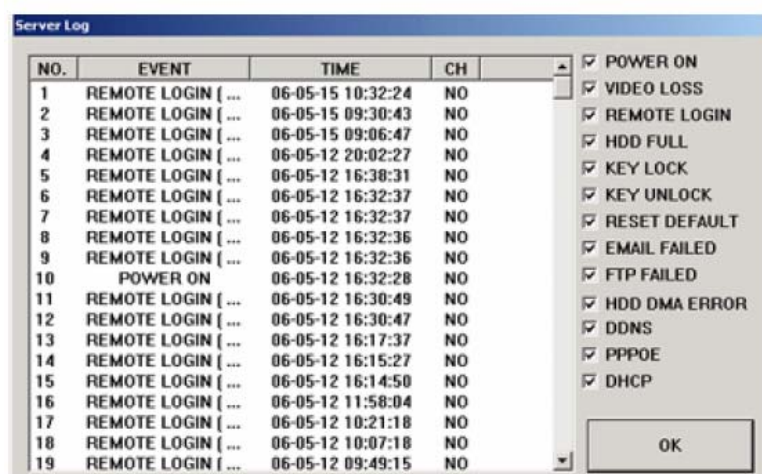 Server Log
NO. EVENT TIME CH
1 REMOTE LOGIN ( ... 06-05-15 10:32:24 NO
2 REMOTE LOGIN ( ... 06-05-15 09:30:43 NO
3 REMOTE LOGIN ( ... 06-05-15 09:06:47 NO
4 REMOTE LOGIN ( ... 06-05-12 20:02:27 NO
5 REMOTE LOGIN ( ... 06-05-12 16:38:31 NO
6 REMOTE LOGIN ( ... 06-05-12 16:32:37 NO
7 REMOTE LOGIN ( ... 06-05-12 16:32:37 NO
8 REMOTE LOGIN ( ... 06-05-12 16:32:36 NO
9 REMOTE LOGIN ( ... 06-05-12 16:32:36 NO
10 POWER ON 06-05-12 16:32:28 NO
11 REMOTE LOGIN ( ... 06-05-12 16:30:49 NO
12 REMOTE LOGIN ( ... 06-05-12 16:30:47 NO
13 REMOTE LOGIN ( ... 06-05-12 16:17:37 NO
14 REMOTE LOGIN ( ... 06-05-12 16:15:27 NO
15 REMOTE LOGIN ( ... 06-05-12 16:14:50 NO
16 REMOTE LOGIN ( ... 06-05-12 11:58:04 NO
17 REMOTE LOGIN ( ... 06-05-12 10:21:18 NO
18 REMOTE LOGIN ( ... 06-05-12 10:07:18 NO
19 REMOTE LOGIN ( ... 06-05-12 09:49:15 NO
POWER ON
VIDEO LOSS
REMOTE LOGIN
HDD FULL
KEY LOCK
KEY UNLOCK
RESET DEFAULT
EMAIL FAILED
FTP FAILED
HDD DMA ERROR
DDNS
PPPOE
DHCP
OK